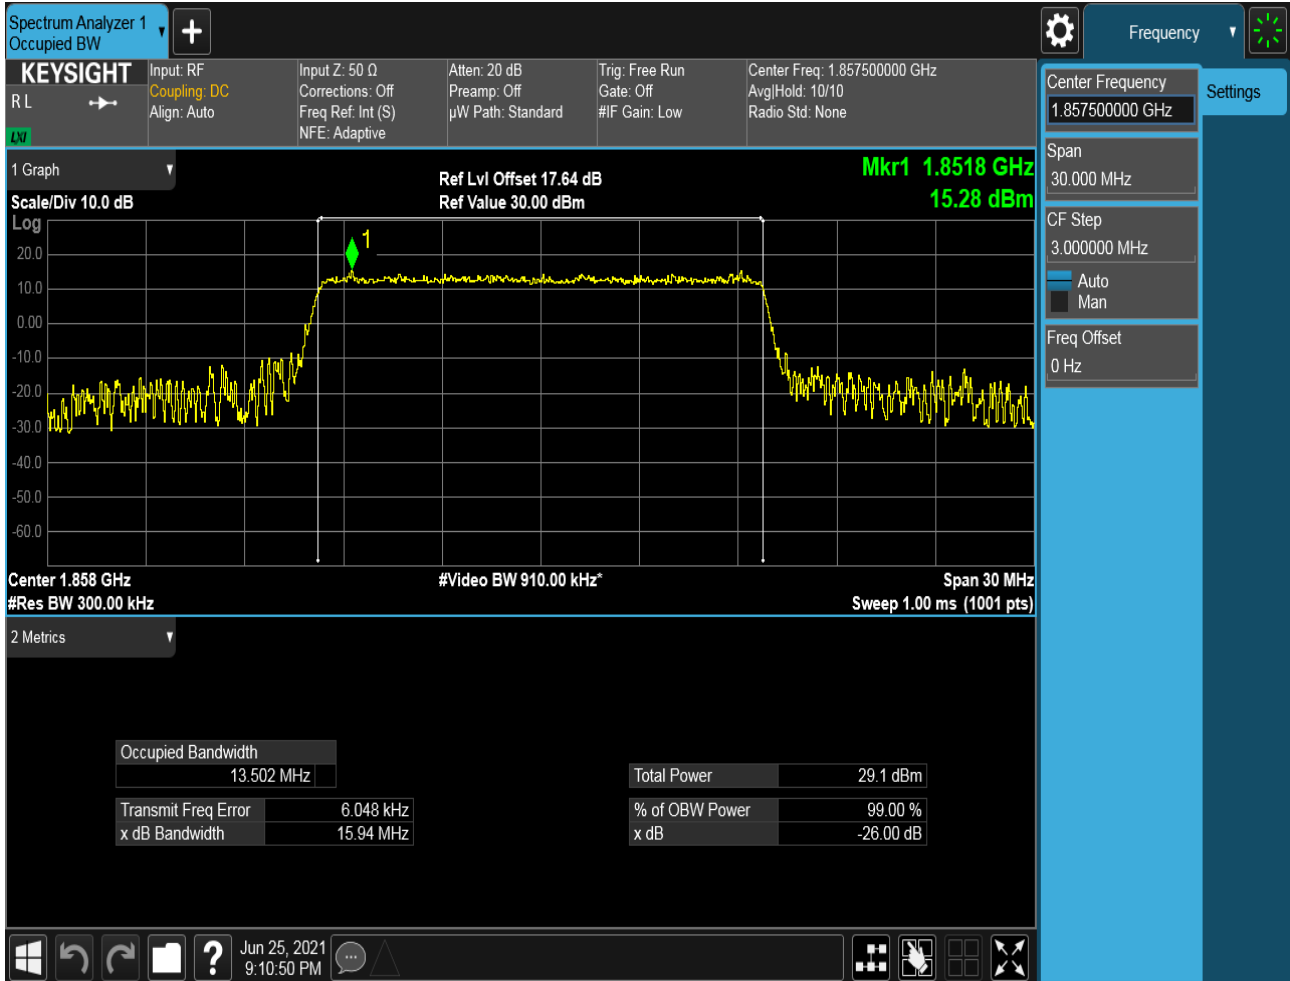 Spectrum Analyzer 1
Occupied BW
Frequency
KEYSIGHT
R L
LXI
Input: RF
Coupling: DC
Align: Auto
Input Z: 50 Ω
Corrections: Off
Freq Ref: Int (S)
NFE: Adaptive
Atten: 20 dB
Preamp: Off
µW Path: Standard
Trig: Free Run
Gate: Off
#IF Gain: Low
Center Freq: 1.857500000 GHz
Avg|Hold: 10/10
Radio Std: None
Center Frequency
1.857500000 GHz
Settings
Span
30.000 MHz
CF Step
3.000000 MHz
Auto
Man
Freq Offset
0 Hz
1 Graph
Scale/Div 10.0 dB
Ref Lvl Offset 17.64 dB
Ref Value 30.00 dBm
Mkr1 1.8518 GHz
15.28 dBm
Log
20.0
10.0
0.00
-10.0
-20.0
-30.0
-40.0
-50.0
-60.0
1
Center 1.858 GHz
#Res BW 300.00 kHz
#Video BW 910.00 kHz*
Span 30 MHz
Sweep 1.00 ms (1001 pts)
2 Metrics
Occupied Bandwidth
13.502 MHz
Transmit Freq Error 6.048 kHz
x dB Bandwidth 15.94 MHz
Total Power 29.1 dBm
% of OBW Power 99.00 %
x dB -26.00 dB
?
Jun 25, 2021
9:10:50 PM